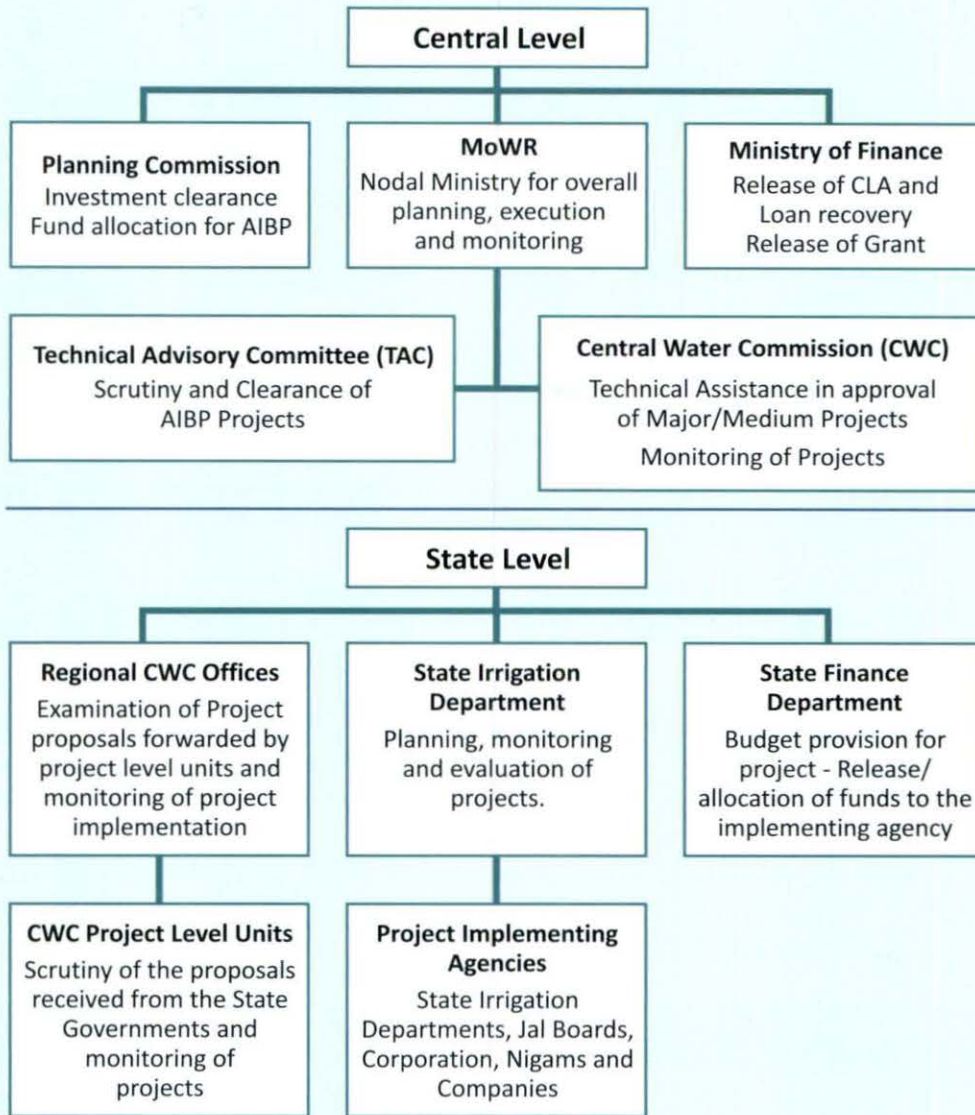 Central Level
Planning Commission
Investment clearance
Fund allocation for AIBP
MoWR
Nodal Ministry for overall
planning, execution
and monitoring
Ministry of Finance
Release of CLA and
Loan recovery
Release of Grant
Technical Advisory Committee (TAC)
Scrutiny and Clearance of
AIBP Projects
Central Water Commission (CWC)
Technical Assistance in approval
of Major/Medium Projects
Monitoring of Projects
State Level
Regional CWC Offices
Examination of Project
proposals forwarded by
project level units and
monitoring of project
implementation
State Irrigation
Department
Planning, monitoring
and evaluation of
projects.
State Finance
Department
Budget provision for
project - Release/
allocation of funds to the
implementing agency
CWC Project Level Units
Scrutiny of the proposals
received from the State
Governments and
monitoring of
projects
Project Implementing
Agencies
State Irrigation
Departments, Jal Boards,
Corporation, Nigams and
Companies